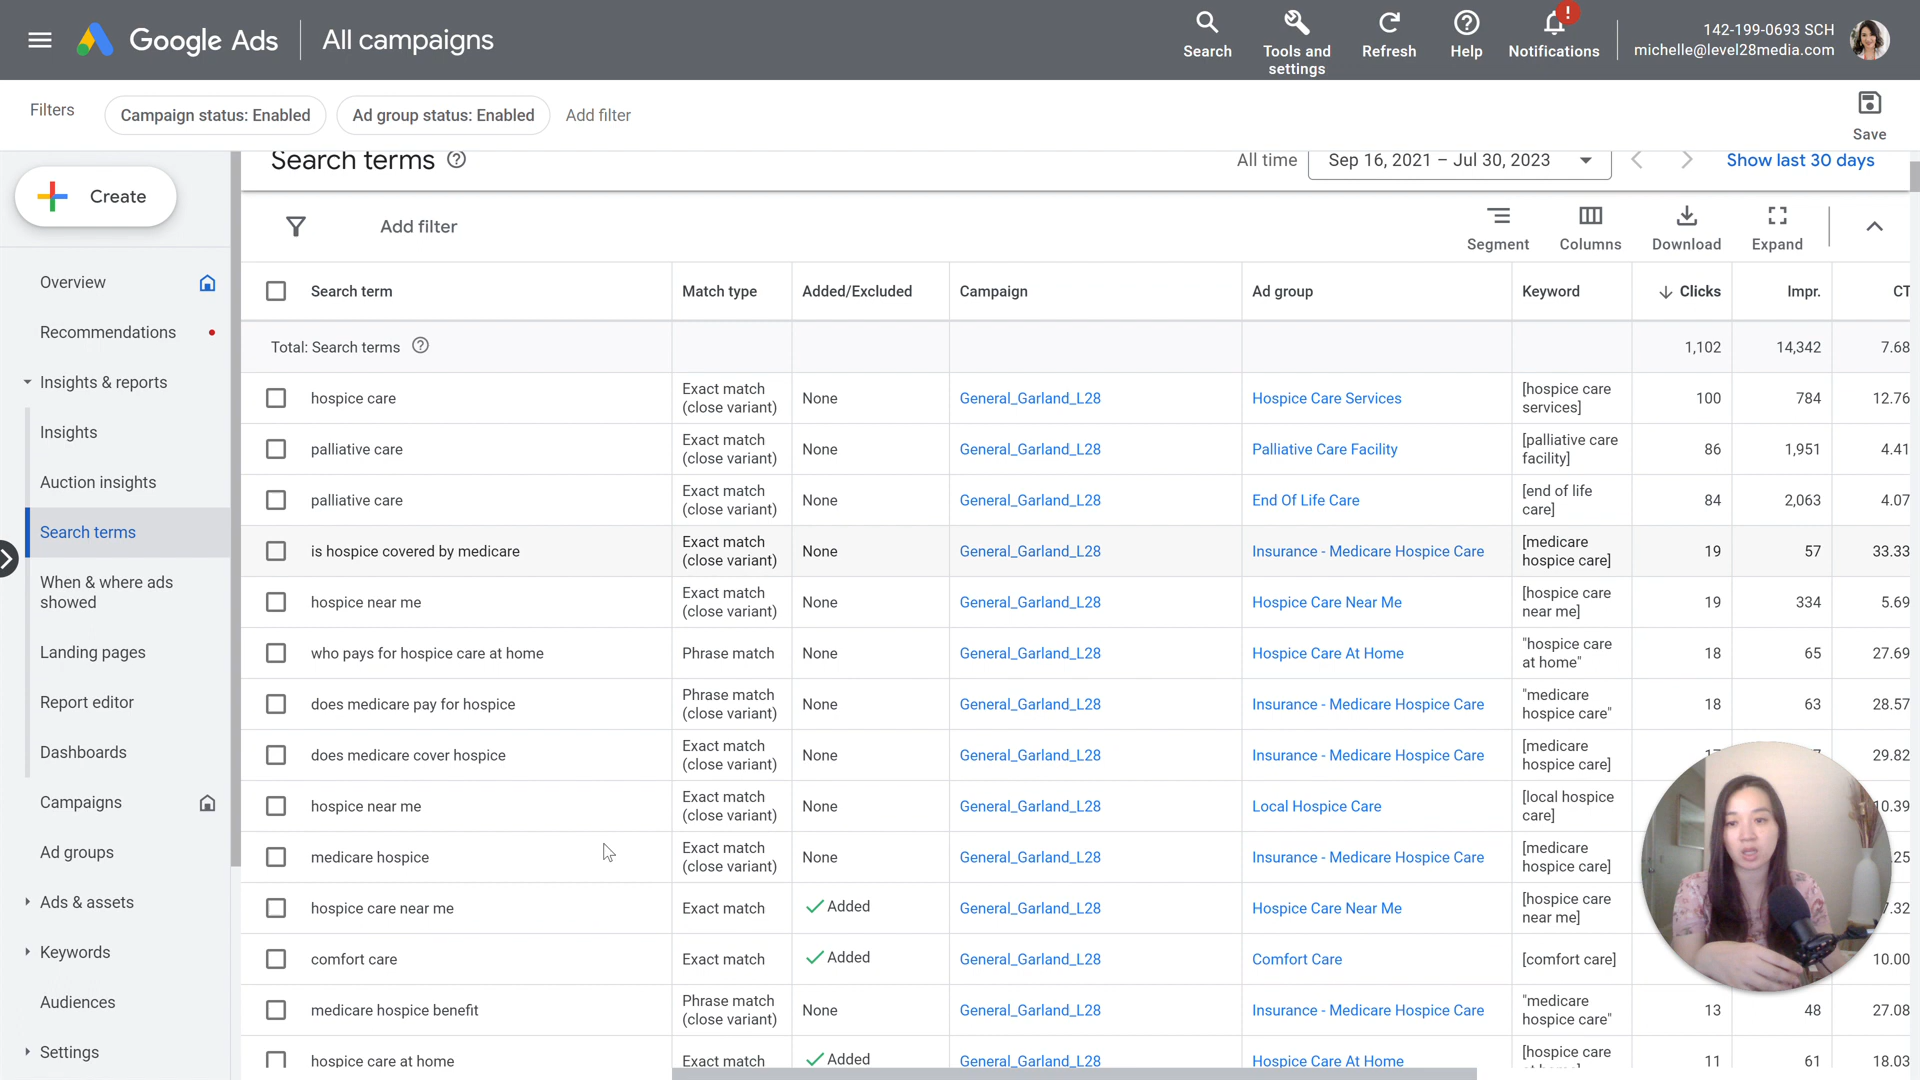 Google Ads
All campaigns
Search
Tools and
settings
Refresh
Help
!
Notifications
142-199-0693 SCH
michelle@level28media.com
Filters
Campaign status: Enabled
Ad group status: Enabled
Add filter
Save
Create
Search terms
All time
Sep 16, 2021 – Jul 30, 2023
Show last 30 days
Add filter
Segment
Columns
Download
Expand
Overview
Recommendations
Insights & reports
Insights
Auction insights
Search terms
When & where ads
showed
Landing pages
Report editor
Dashboards
Campaigns
Ad groups
Ads & assets
Keywords
Audiences
Settings
Search term Match type Added/Excluded Campaign Ad group Keyword Clicks Impr. CT
Total: Search terms 1,102 14,342 7.68
hospice care Exact match (close variant) None General_Garland_L28 Hospice Care Services [hospice care services] 100 784 12.76
palliative care Exact match (close variant) None General_Garland_L28 Palliative Care Facility [palliative care facility] 86 1,951 4.41
palliative care Exact match (close variant) None General_Garland_L28 End Of Life Care [end of life care] 84 2,063 4.07
is hospice covered by medicare Exact match (close variant) None General_Garland_L28 Insurance - Medicare Hospice Care [medicare hospice care] 19 57 33.33
hospice near me Exact match (close variant) None General_Garland_L28 Hospice Care Near Me [hospice care near me] 19 334 5.69
who pays for hospice care at home Phrase match None General_Garland_L28 Hospice Care At Home "hospice care at home" 18 65 27.69
does medicare pay for hospice Phrase match (close variant) None General_Garland_L28 Insurance - Medicare Hospice Care "medicare hospice care" 18 63 28.57
does medicare cover hospice Exact match (close variant) None General_Garland_L28 Insurance - Medicare Hospice Care [medicare hospice care] 29.82
hospice near me Exact match (close variant) None General_Garland_L28 Local Hospice Care [local hospice care] 10.39
medicare hospice Exact match (close variant) None General_Garland_L28 Insurance - Medicare Hospice Care [medicare hospice care] .25
hospice care near me Exact match Added General_Garland_L28 Hospice Care Near Me [hospice care near me] 7.32
comfort care Exact match Added General_Garland_L28 Comfort Care [comfort care] 10.00
medicare hospice benefit Phrase match (close variant) None General_Garland_L28 Insurance - Medicare Hospice Care "medicare hospice care" 13 48 27.08
hospice care at home Exact match Added General_Garland_L28 Hospice Care At Home [hospice care 11 61 18.03